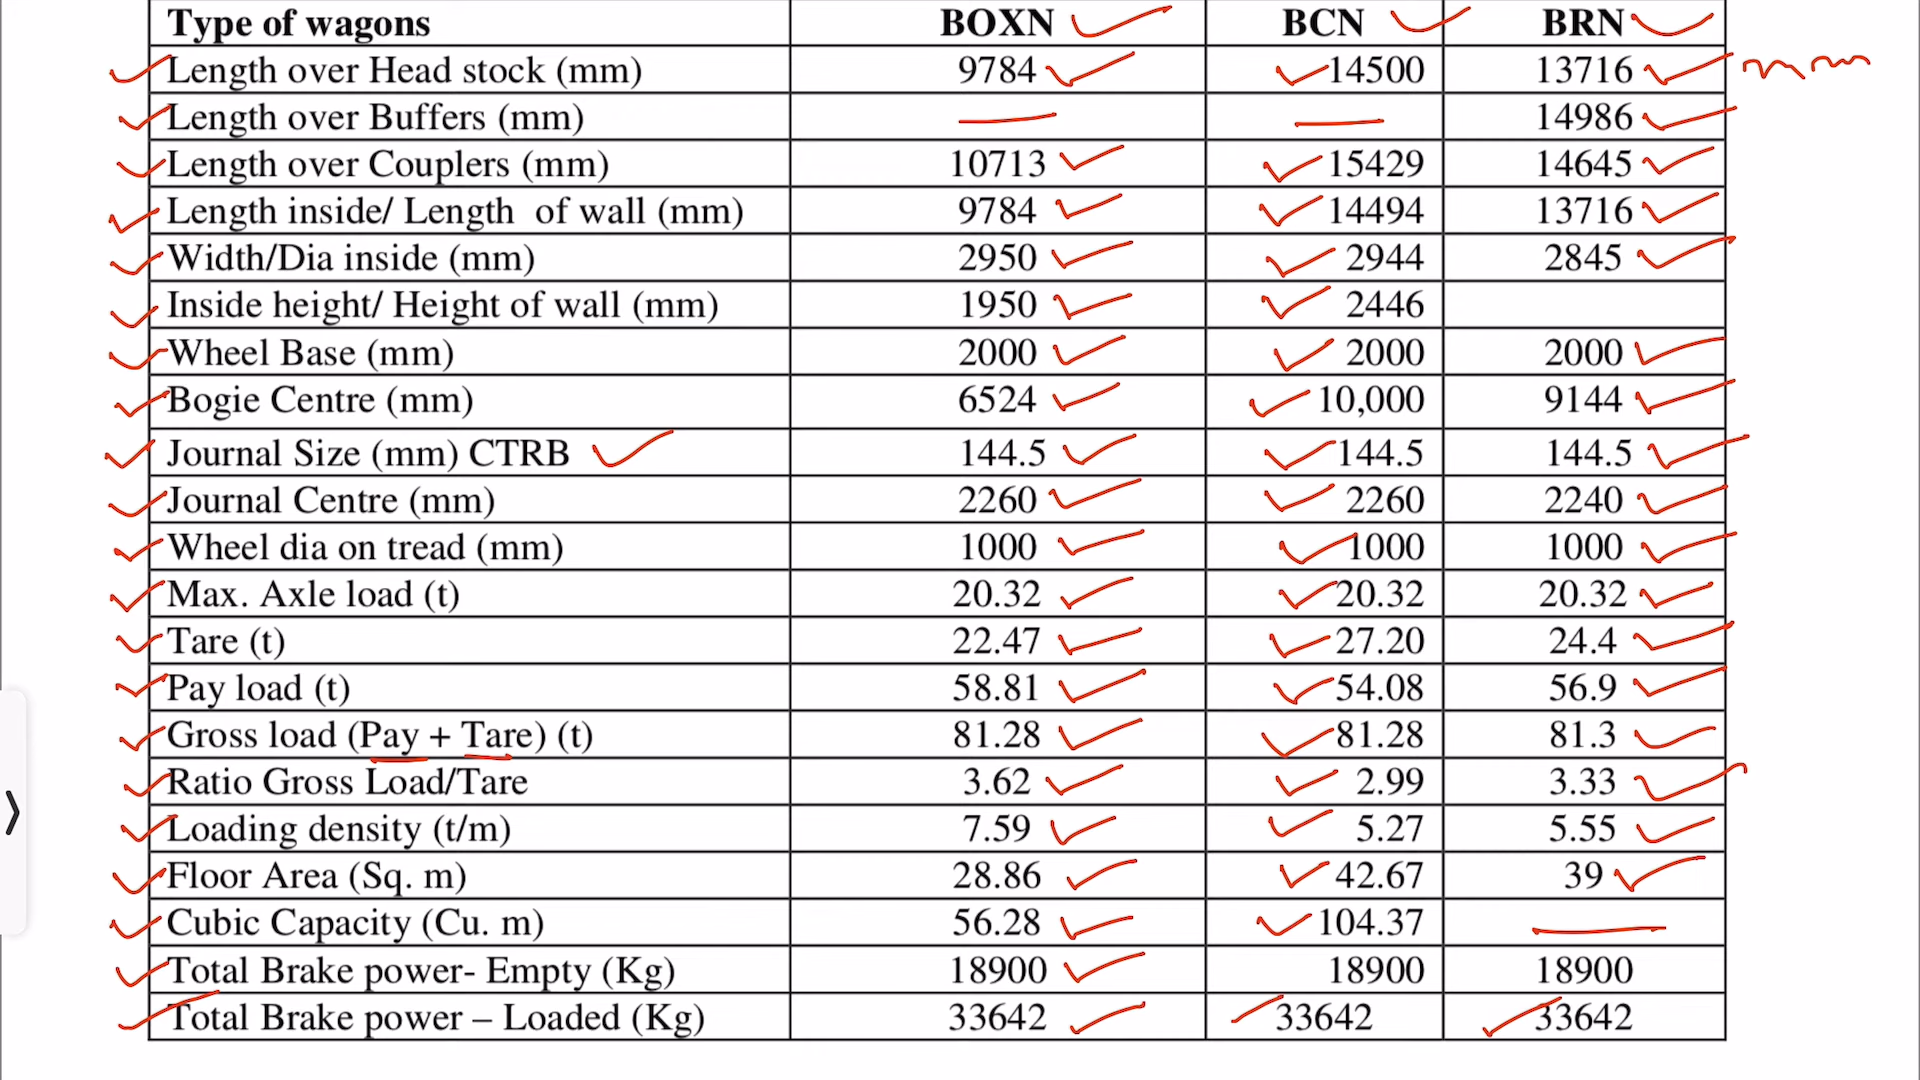 Type of wagons BOXN BCN BRN
Length over Head stock (mm) 9784 14500 13716 mm
Length over Buffers (mm) — — 14986
Length over Couplers (mm) 10713 15429 14645
Length inside/ Length of wall (mm) 9784 14494 13716
Width/Dia inside (mm) 2950 2944 2845
Inside height/ Height of wall (mm) 1950 2446
Wheel Base (mm) 2000 2000 2000
Bogie Centre (mm) 6524 10,000 9144
Journal Size (mm) CTRB 144.5 144.5 144.5
Journal Centre (mm) 2260 2260 2240
Wheel dia on tread (mm) 1000 1000 1000
Max. Axle load (t) 20.32 20.32 20.32
Tare (t) 22.47 27.20 24.4
Pay load (t) 58.81 54.08 56.9
Gross load (Pay + Tare) (t) 81.28 81.28 81.3
Ratio Gross Load/Tare 3.62 2.99 3.33
Loading density (t/m) 7.59 5.27 5.55
Floor Area (Sq. m) 28.86 42.67 39
Cubic Capacity (Cu. m) 56.28 104.37 —
Total Brake power- Empty (Kg) 18900 18900 18900
Total Brake power – Loaded (Kg) 33642 33642 33642